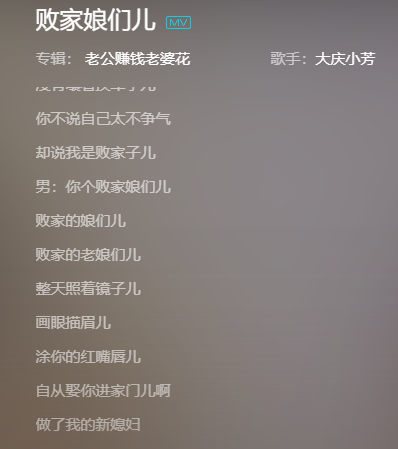 败家娘们儿 MV
专辑： 老公赚钱老婆花 歌手：大庆小芳
你不说自己太不争气
却说我是败家子儿
男：你个败家娘们儿
败家的娘们儿
败家的老娘们儿
整天照着镜子儿
画眼描眉儿
涂你的红嘴唇儿
自从娶你进家门儿啊
做了我的新媳妇